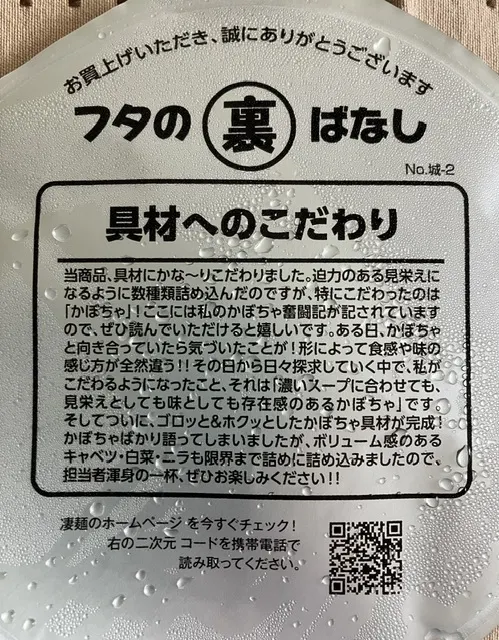 お買上げいただき、誠にありがとうございます
フタの裏ばなし
No.城-2
具材へのこだわり
当商品、具材にかな〜りこだわりました。迫力のある見栄えに
なるように数種類詰め込んだのですが、特にこだわったのは
「かぼちゃ」！ここには私のかぼちゃ奮闘記が記されています
ので、ぜひ読んでいただけると嬉しいです。ある日、かぼちゃ
と向き合っていたら気づいたことが！形によって食感や味の
感じ方が全然違う！！その日から日々探求していく中で、私が
こだわるようになったこと、それは「濃いスープに合わせても、
見栄えとしても味としても存在感のあるかぼちゃ」です。
そしてついに、ゴロッと&ホクッとしたかぼちゃ具材が完成！
かぼちゃばかり語ってしまいましたが、ボリューム感のある
キャベツ・白菜・ニラも限界まで詰めに詰め込みましたので、
担当者渾身の一杯、ぜひお楽しみください！！
凄麺のホームページを今すぐチェック！
右の二次元コードを携帯電話で
読み取ってください。